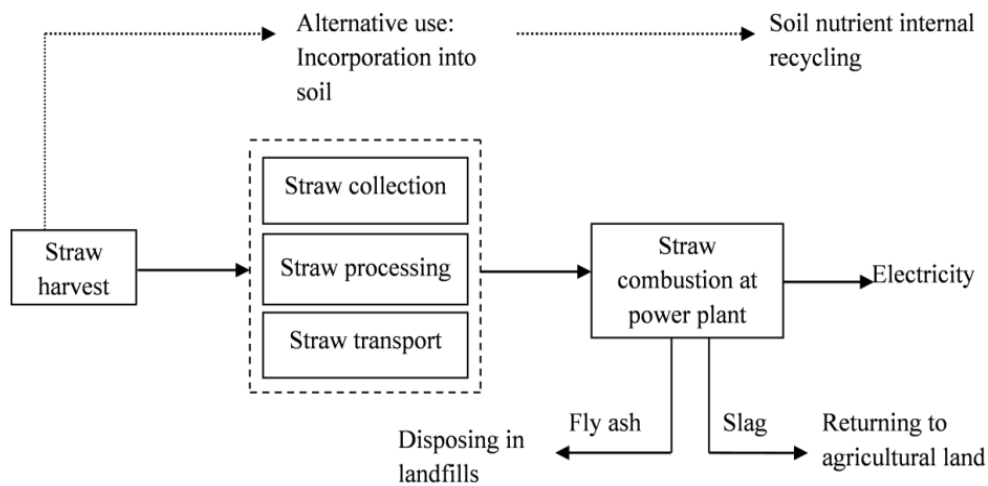 Alternative use:
Incorporation into
soil
Soil nutrient internal
recycling
Straw
harvest
Straw collection
Straw processing
Straw transport
Straw
combustion at
power plant
Electricity
Fly ash
Slag
Disposing in
landfills
Returning to
agricultural land